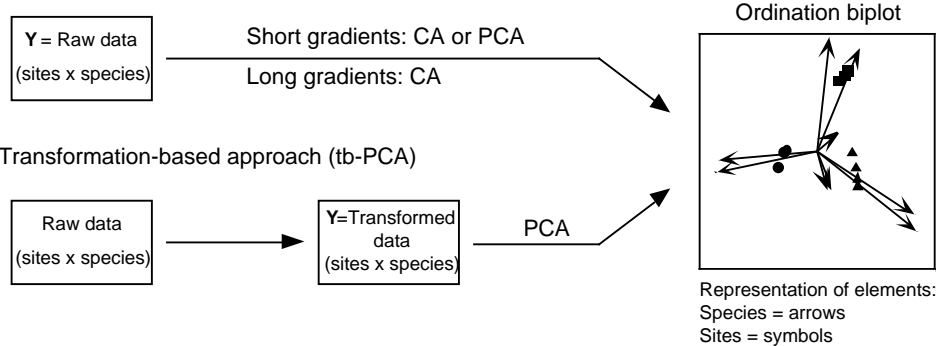 Ordination biplot
Y = Raw data
(sites x species)
Short gradients: CA or PCA
Long gradients: CA
Transformation-based approach (tb-PCA)
Raw data
(sites x species)
Y=Transformed
data
(sites x species)
PCA
Representation of elements:
Species = arrows
Sites = symbols